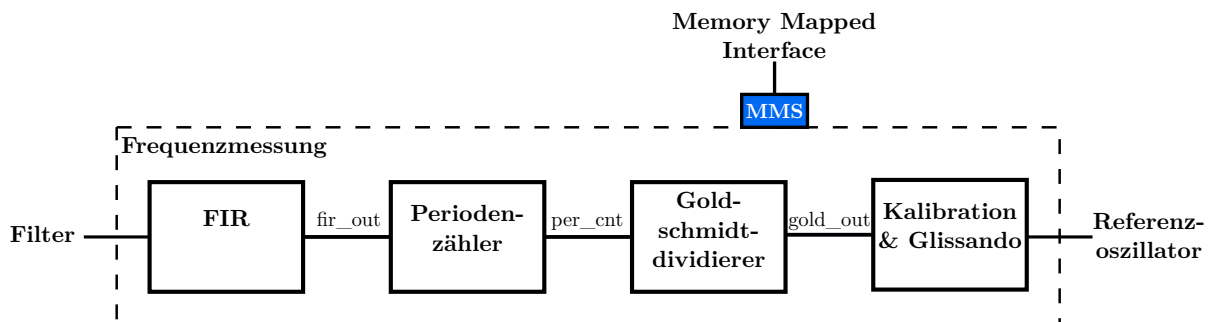 Memory Mapped
Interface
MMS
Frequenzmessung
Filter
FIR
fir_out
Perioden-
zähler
per_cnt
Gold-
schmidt-
dividierer
gold_out
Kalibration
& Glissando
Referenz-
oszillator